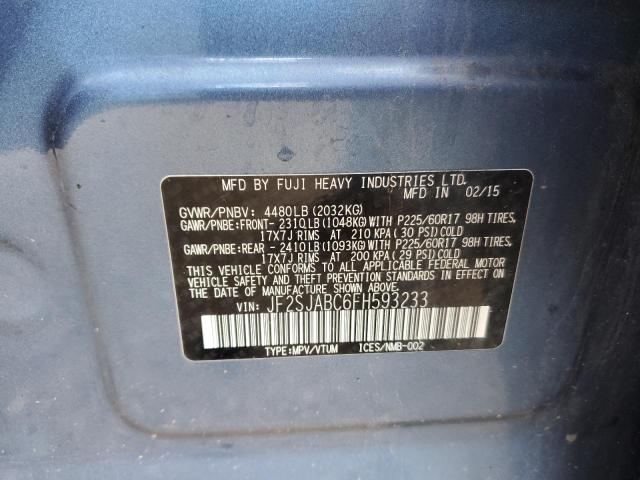 MFD BY FUJI HEAVY INDUSTRIES LTD.
MFD IN 02/15
GVWR/PNBV: 4480LB (2032KG)
GAWR/PNBE:FRONT- 2310LB (1048KG)WITH P225/60R17 98H TIRES,
17x7J RIMS AT 210 KPA (30 PSI) COLD
GAWR/PNBE:REAR - 2410LB (1093KG)WITH P225/60R17 98H TIRES,
17x7J RIMS AT 200 KPA (29 PSI) COLD
THIS VEHICLE CONFORMS TO ALL APPLICABLE FEDERAL MOTOR
VEHICLE SAFETY AND THEFT PREVENTION STANDARDS IN EFFECT
ON THE DATE OF MANUFACTURE SHOWN ABOVE.
VIN: JF2SJABC6FH593233
TYPE:MPV/VTUM ICES/NMB-002